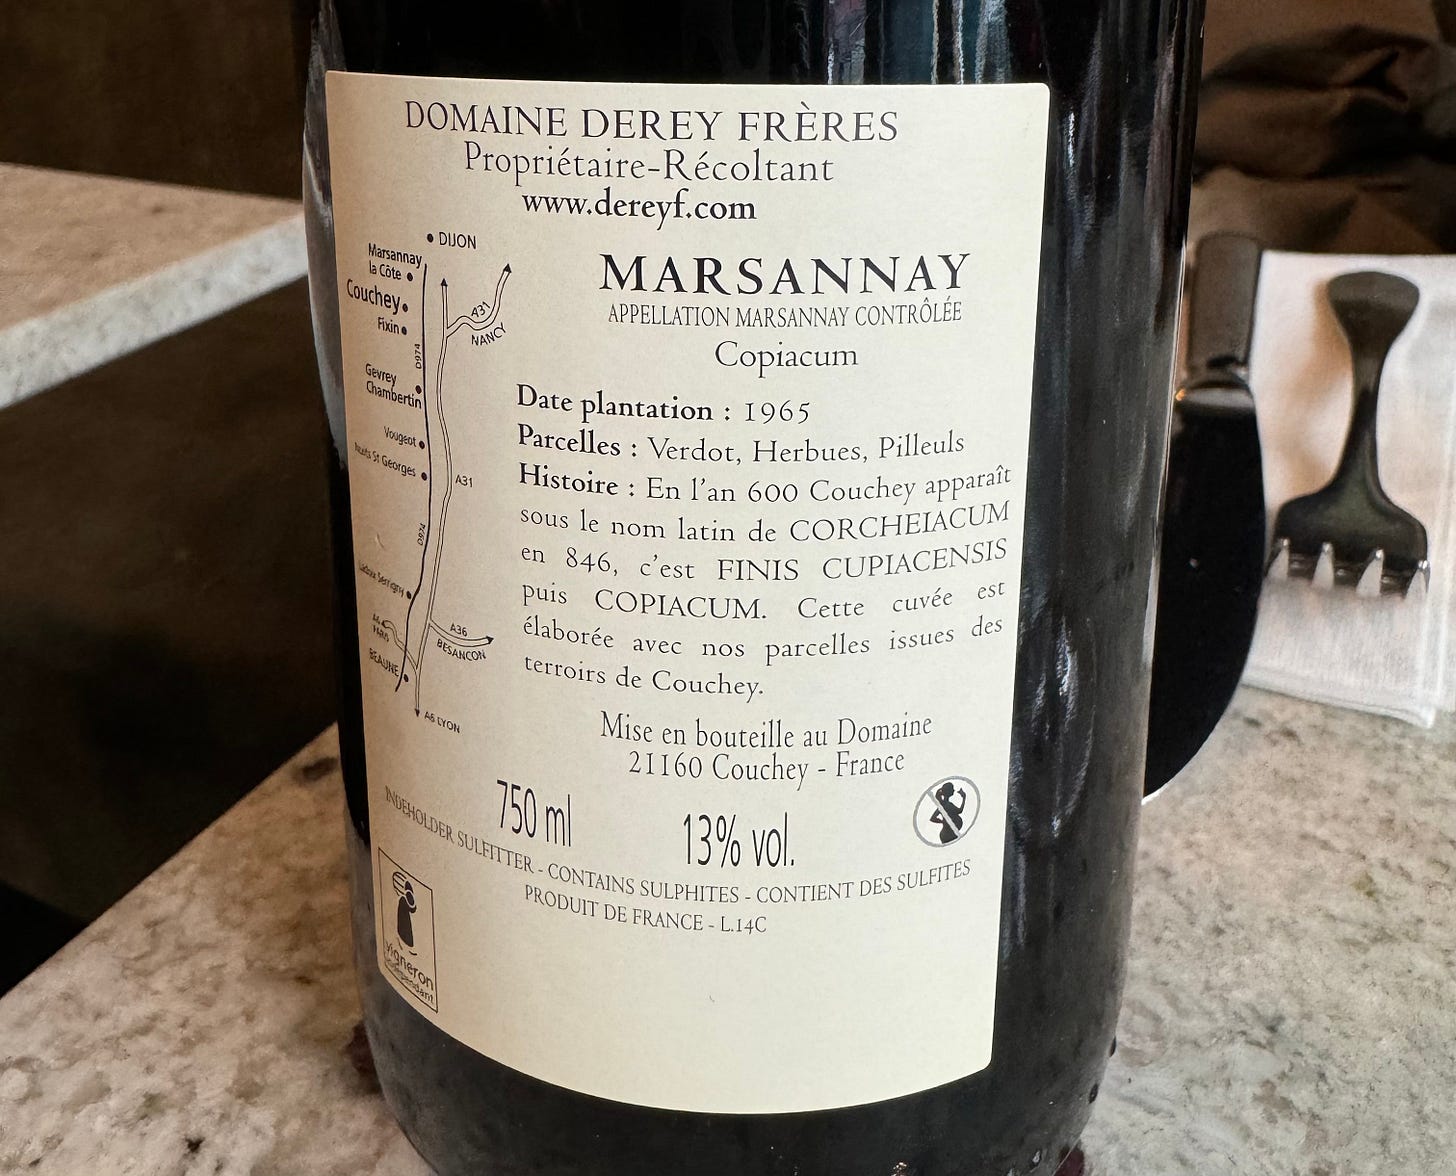 DOMAINE DEREY FRÈRES
Propriétaire-Récoltant
www.dereyf.com
DIJON
Marsannay
la Côte
Couchey
Fixin
D974
A31
NANCY
Gevrey
Chambertin
Vougeot
Nuits St Georges
A31
D974
Ladoix Serrigny
A6
PARIS
A36
BESANCON
BEAUNE
A6 LYON
MARSANNAY
APPELLATION MARSANNAY CONTRÔLÉE
Copiacum
Date plantation : 1965
Parcelles : Verdot, Herbues, Pilleuls
Histoire : En l'an 600 Couchey apparaît
sous le nom latin de CORCHEIACUM
en 846, c'est FINIS CUPIACENSIS
puis COPIACUM. Cette cuvée est
élaborée avec nos parcelles issues des
terroirs de Couchey.
Mise en bouteille au Domaine
21160 Couchey - France
750 ml
13% vol.
INDEHOLDER SULFITTER - CONTAINS SULPHITES - CONTIENT DES SULFITES
PRODUIT DE FRANCE - L.14C
vigneron
indépendant